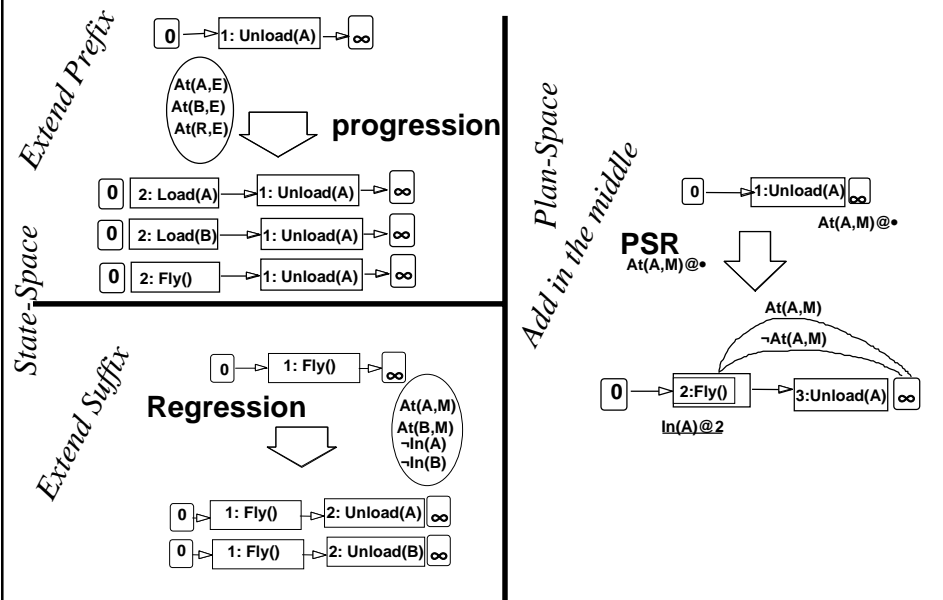 Extend Prefix
0 1: Unload(A) ∞
At(A,E)
At(B,E)
At(R,E)
progression
0 2: Load(A) 1: Unload(A) ∞
0 2: Load(B) 1: Unload(A) ∞
0 2: Fly() 1: Unload(A) ∞
State-Space
Extend Suffix
0 1: Fly() ∞
Regression
At(A,M)
At(B,M)
¬In(A)
¬In(B)
0 1: Fly() 2: Unload(A) ∞
0 1: Fly() 2: Unload(B) ∞
Plan-Space
Add in the middle
0 1:Unload(A) ∞
At(A,M)@•
PSR
At(A,M)@•
At(A,M)
¬At(A,M)
0 2:Fly() 3:Unload(A) ∞
In(A)@2